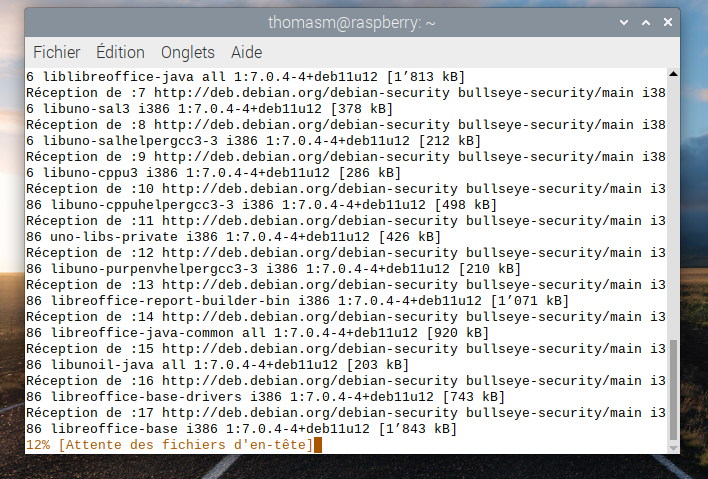 thomasm@raspberry: ~
Fichier Édition Onglets Aide
6 liblibreoffice-java all 1:7.0.4-4+deb11u12 [1’813 kB]
Réception de :7 http://deb.debian.org/debian-security bullseye-security/main i38
6 libuno-sal3 i386 1:7.0.4-4+deb11u12 [378 kB]
Réception de :8 http://deb.debian.org/debian-security bullseye-security/main i38
6 libuno-salhelpergcc3-3 i386 1:7.0.4-4+deb11u12 [212 kB]
Réception de :9 http://deb.debian.org/debian-security bullseye-security/main i38
6 libuno-cppu3 i386 1:7.0.4-4+deb11u12 [286 kB]
Réception de :10 http://deb.debian.org/debian-security bullseye-security/main i3
86 libuno-cppuhelpergcc3-3 i386 1:7.0.4-4+deb11u12 [498 kB]
Réception de :11 http://deb.debian.org/debian-security bullseye-security/main i3
86 uno-libs-private i386 1:7.0.4-4+deb11u12 [426 kB]
Réception de :12 http://deb.debian.org/debian-security bullseye-security/main i3
86 libuno-purpenvhelpergcc3-3 i386 1:7.0.4-4+deb11u12 [210 kB]
Réception de :13 http://deb.debian.org/debian-security bullseye-security/main i3
86 libreoffice-report-builder-bin i386 1:7.0.4-4+deb11u12 [1’071 kB]
Réception de :14 http://deb.debian.org/debian-security bullseye-security/main i3
86 libreoffice-java-common all 1:7.0.4-4+deb11u12 [920 kB]
Réception de :15 http://deb.debian.org/debian-security bullseye-security/main i3
86 libunoil-java all 1:7.0.4-4+deb11u12 [203 kB]
Réception de :16 http://deb.debian.org/debian-security bullseye-security/main i3
86 libreoffice-base-drivers i386 1:7.0.4-4+deb11u12 [743 kB]
Réception de :17 http://deb.debian.org/debian-security bullseye-security/main i3
86 libreoffice-base i386 1:7.0.4-4+deb11u12 [1’843 kB]
12% [Attente des fichiers d'en-tête]